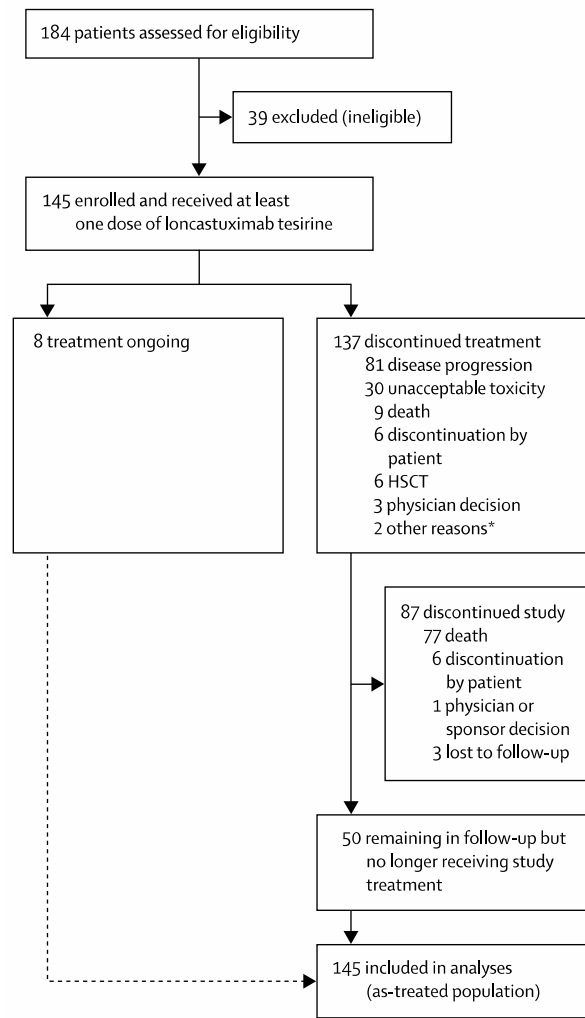 184 patients assessed for eligibility
39 excluded (ineligible)
145 enrolled and received at least
one dose of loncastuximab tesirine
8 treatment ongoing
137 discontinued treatment
81 disease progression
30 unacceptable toxicity
9 death
6 discontinuation by
patient
6 HSCT
3 physician decision
2 other reasons*
87 discontinued study
77 death
6 discontinuation
by patient
1 physician or
sponsor decision
3 lost to follow-up
50 remaining in follow-up but
no longer receiving study
treatment
145 included in analyses
(as-treated population)